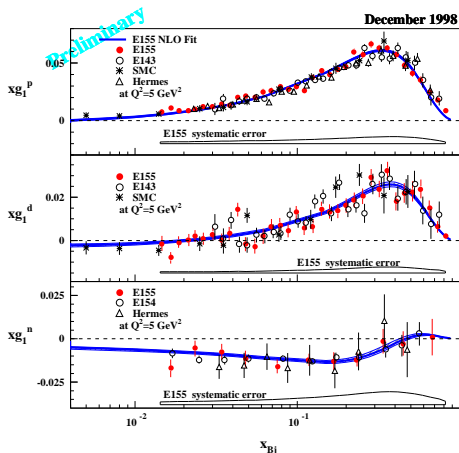 December 1998
Preliminary
E155 NLO Fit
E155
E143
SMC
Hermes
at Q²=5 GeV²
xg₁ᵖ
0.05
0
E155 systematic error
E155
E143
SMC
at Q²=5 GeV²
xg₁ᵈ
0.02
0
E155 systematic error
E155
E154
Hermes
at Q²=5 GeV²
xg₁ⁿ
0.025
0
-0.025
E155 systematic error
10⁻² 10⁻¹
x_Bj